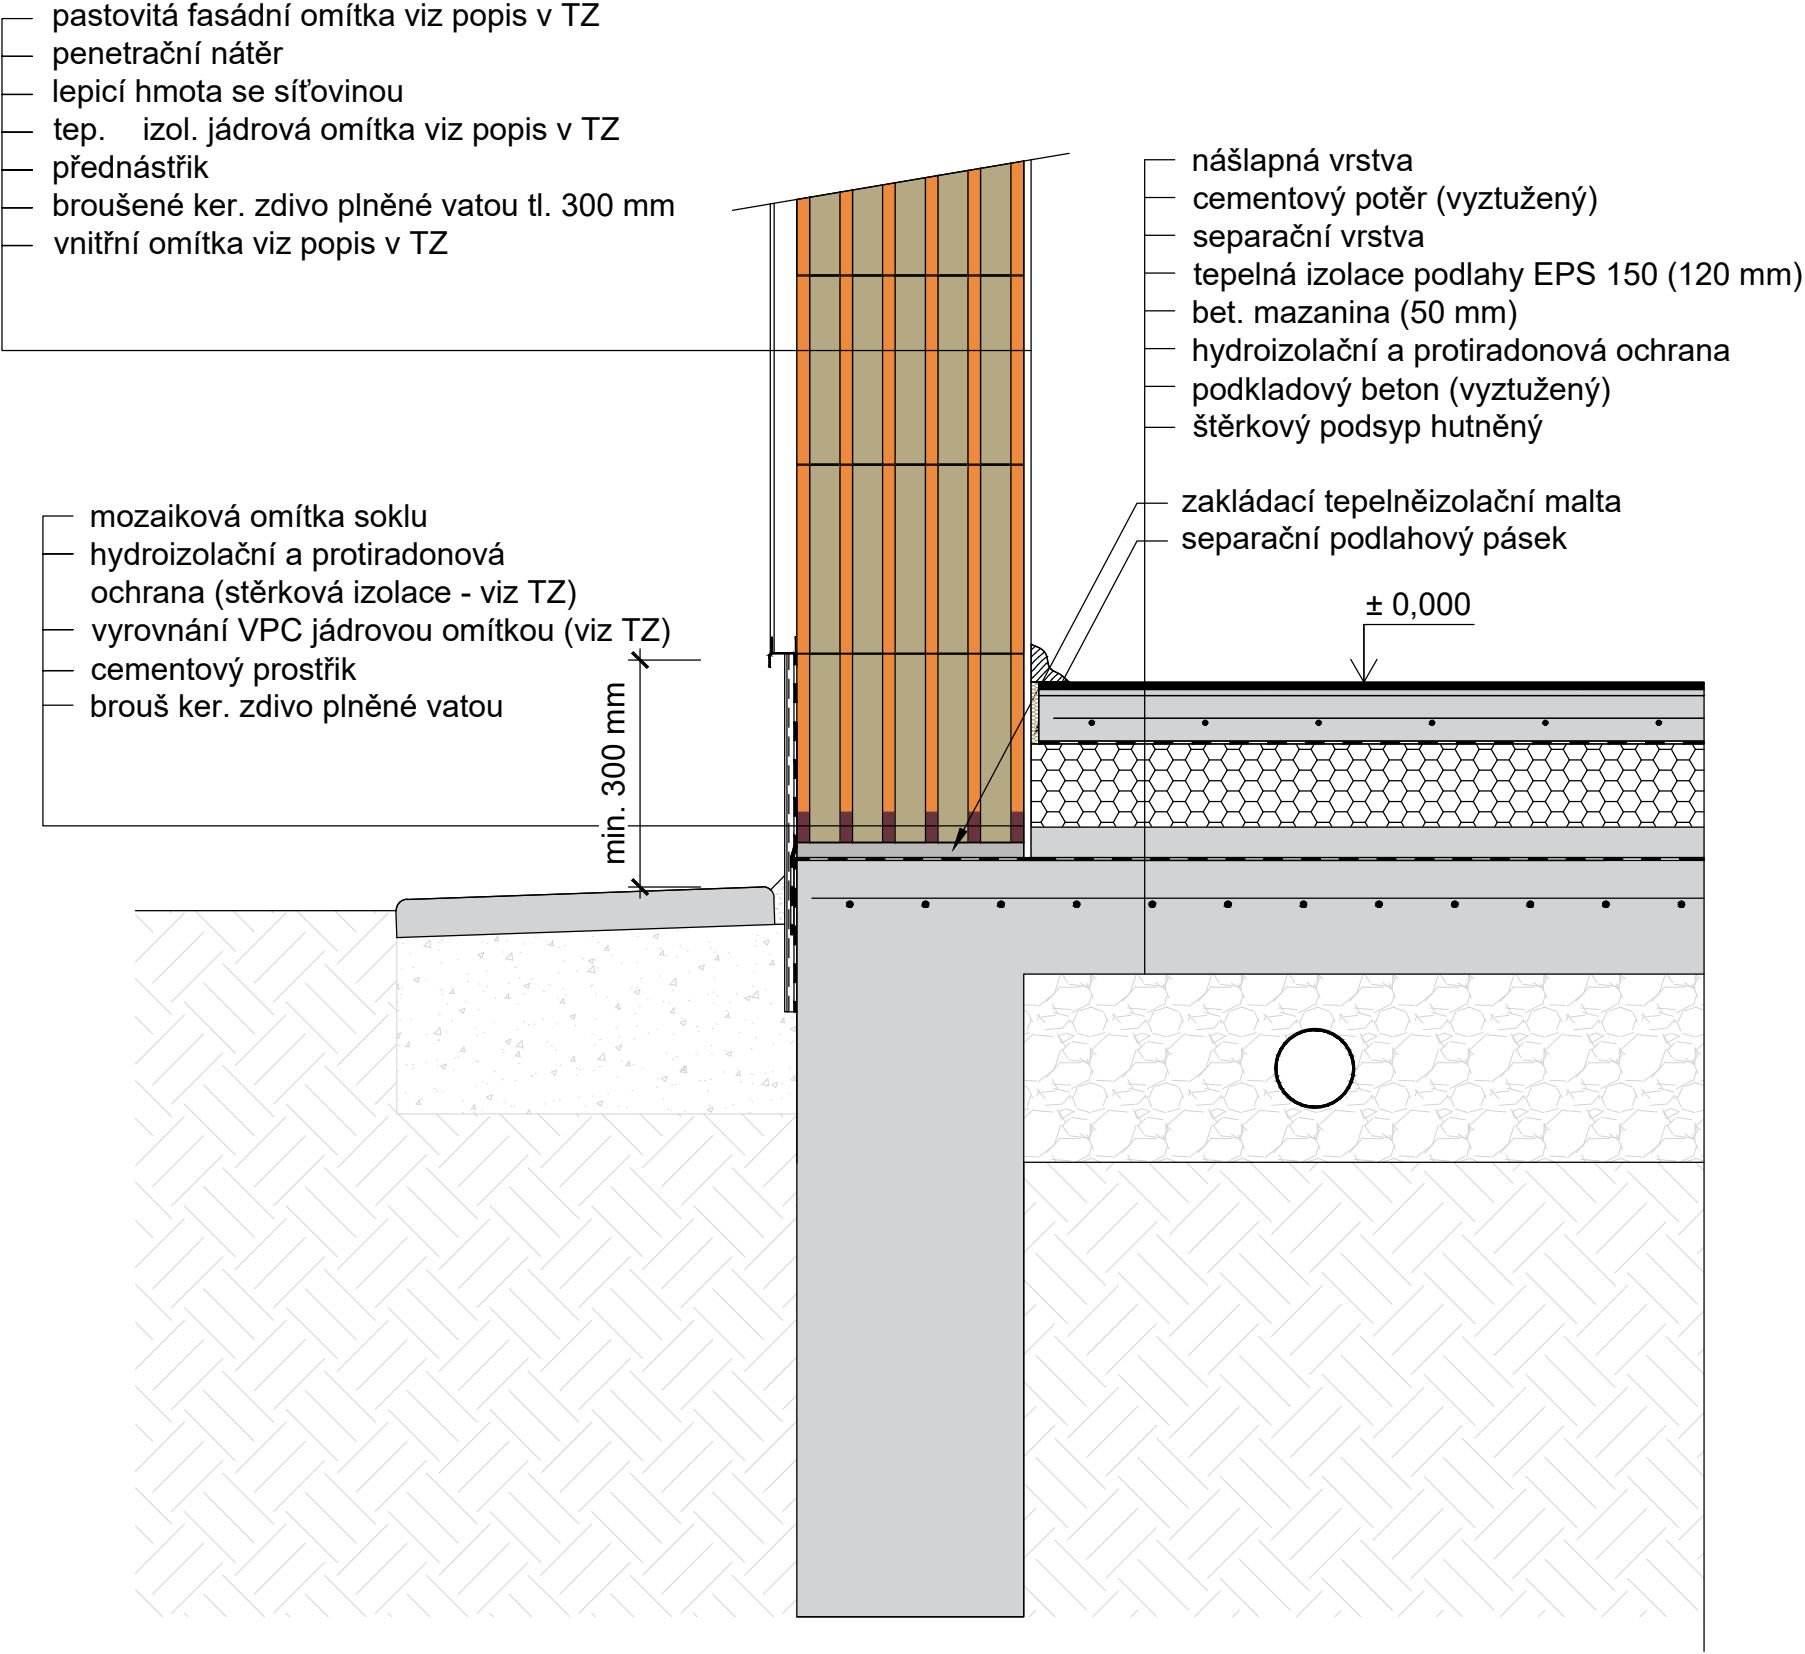 pastovitá fasádní omítka viz popis v TZ
penetrační nátěr
lepicí hmota se síťovinou
tep. izol. jádrová omítka viz popis v TZ
přednástřik
broušené ker. zdivo plněné vatou tl. 300 mm
vnitřní omítka viz popis v TZ
nášlapná vrstva
cementový potěr (vyztužený)
separační vrstva
tepelná izolace podlahy EPS 150 (120 mm)
bet. mazanina (50 mm)
hydroizolační a protiradonová ochrana
podkladový beton (vyztužený)
štěrkový podsyp hutněný
zakládací tepelněizolační malta
separační podlahový pásek
mozaiková omítka soklu
hydroizolační a protiradonová
ochrana (stěrková izolace - viz TZ)
vyrovnání VPC jádrovou omítkou (viz TZ)
cementový prostřik
brouš ker. zdivo plněné vatou
± 0,000
min. 300 mm